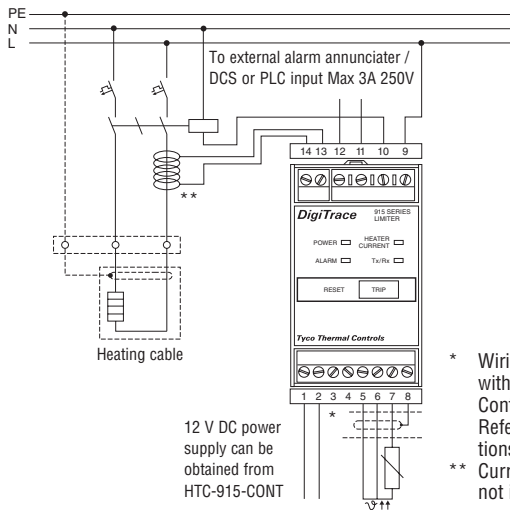 PE
N
L
To external alarm annunciater /
DCS or PLC input Max 3A 250V
14 13 12 11 10 9
**
DigiTrace 915 SERIES
LIMITER
POWER HEATER
CURRENT
ALARM Tx/Rx
RESET TRIP
Tyco Thermal Controls
Heating cable
1 2 3 4 5 6 7 8
*
12 V DC power
supply can be
obtained from
HTC-915-CONT
* Wiri
with
Cont
Refe
tions
** Curr
not i